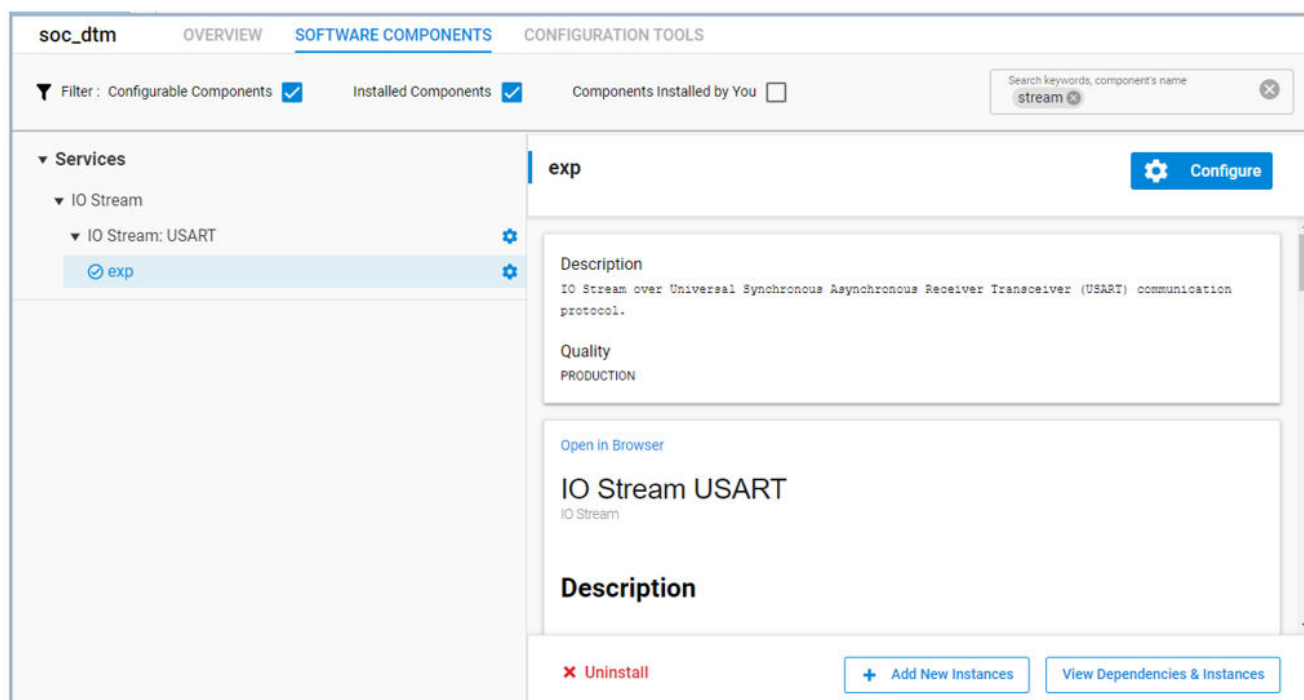 soc_dtm OVERVIEW SOFTWARE COMPONENTS CONFIGURATION TOOLS
Filter : Configurable Components Installed Components Components Installed by You
Search keywords, component's name
stream
Services
IO Stream
IO Stream: USART
exp
exp
Configure
Description
IO Stream over Universal Synchronous Asynchronous Receiver Transceiver (USART) communication
protocol.
Quality
PRODUCTION
Open in Browser
IO Stream USART
IO Stream
Description
Uninstall
Add New Instances
View Dependencies & Instances